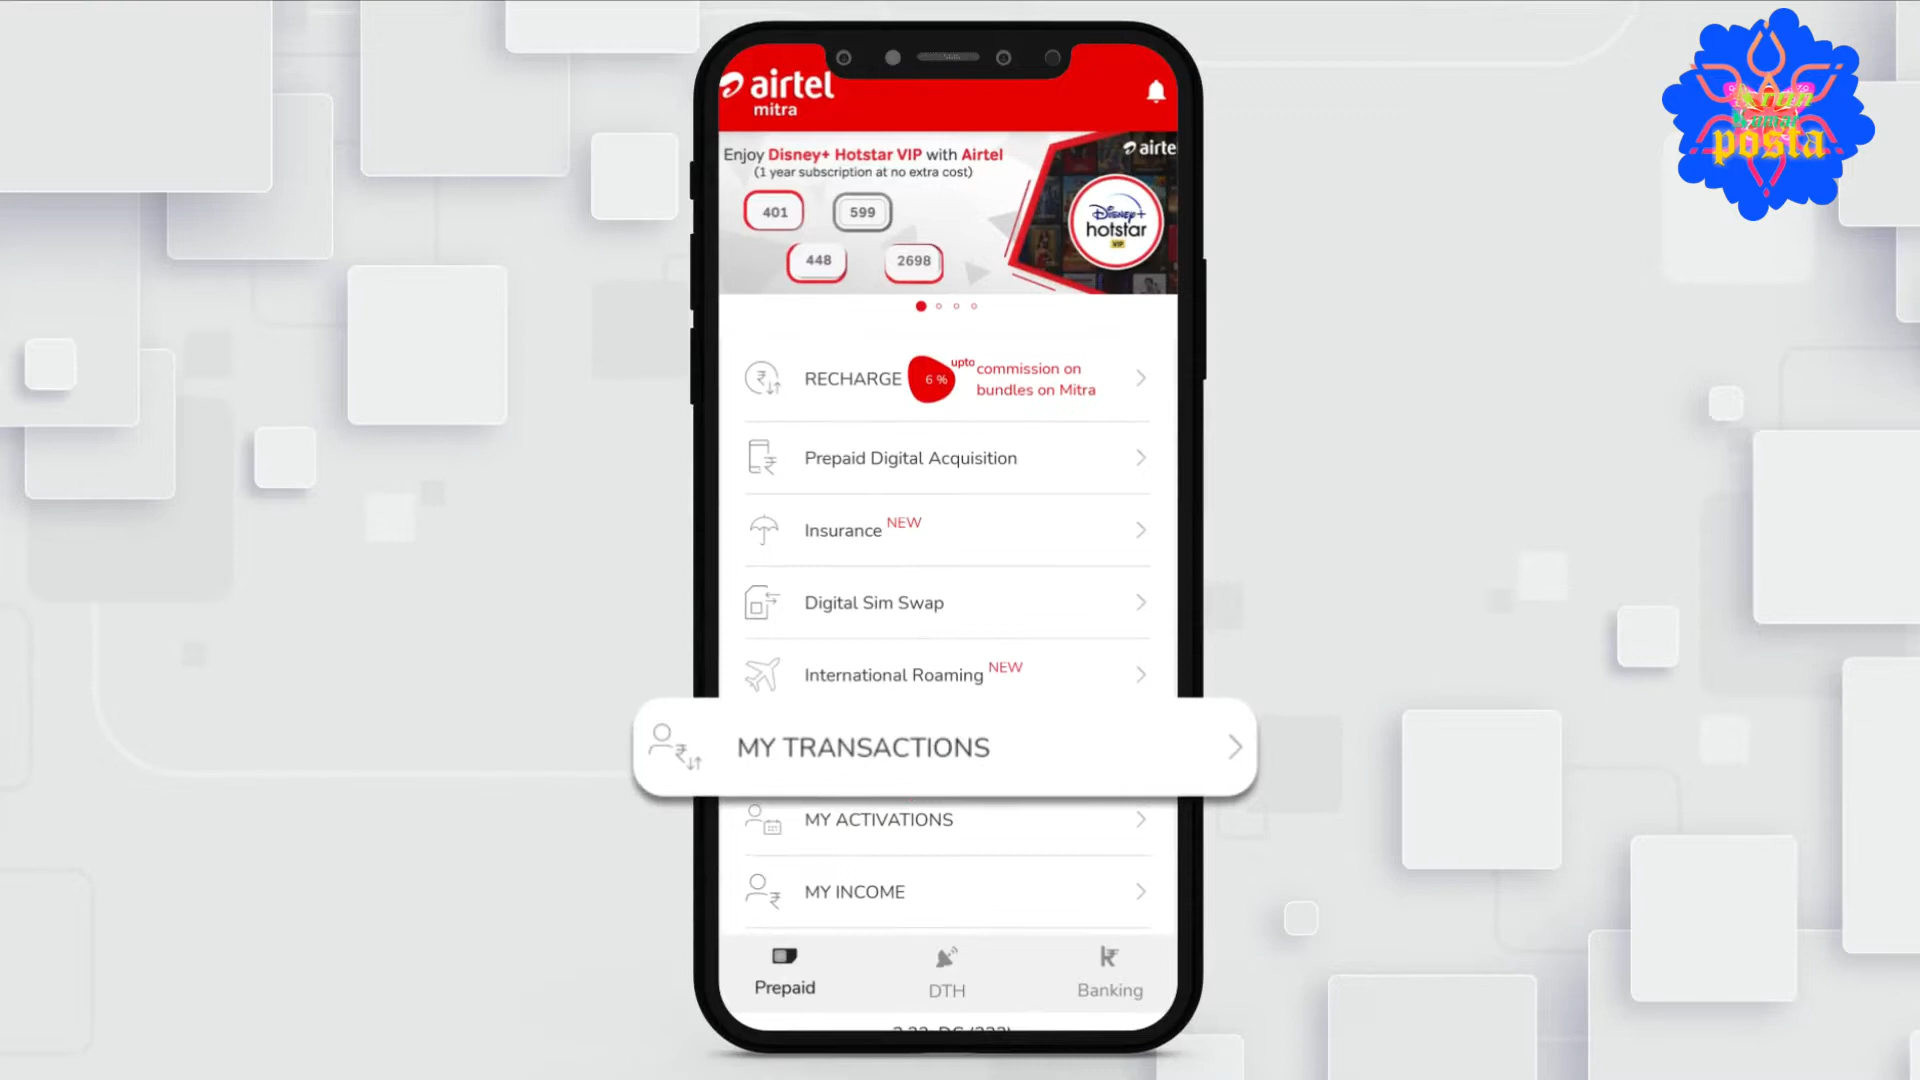 airtel
mitra
Enjoy Disney+ Hotstar VIP with Airtel
(1 year subscription at no extra cost)
401
599
448
2698
airte
Disney+
hotstar
VIP
RECHARGE
6 %
upto
commission on
bundles on Mitra
Prepaid Digital Acquisition
Insurance NEW
Digital Sim Swap
International Roaming NEW
MY TRANSACTIONS
MY ACTIVATIONS
MY INCOME
Prepaid
DTH
Banking
Kumar
posta